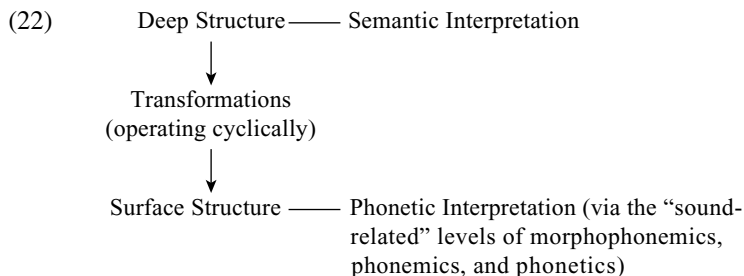 (22) Deep Structure —— Semantic Interpretation
Transformations
(operating cyclically)
Surface Structure —— Phonetic Interpretation (via the “sound-
related” levels of morphophonemics,
phonemics, and phonetics)